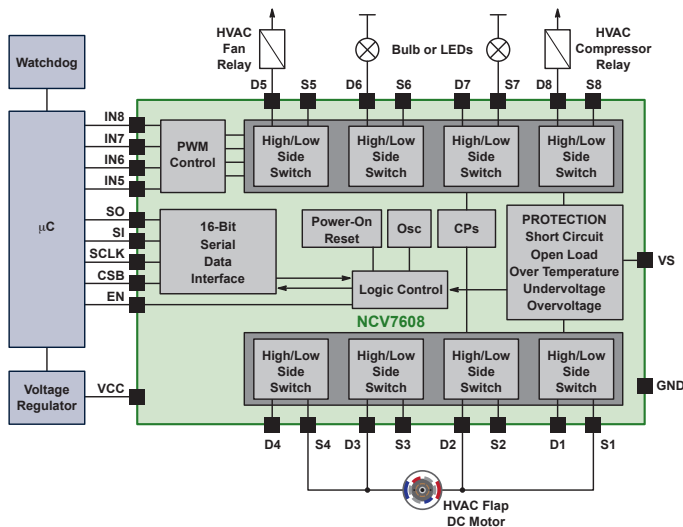 HVAC
Fan
Relay
Bulb or LEDs
HVAC
Compressor
Relay
Watchdog
D5
S5
D6
S6
D7
S7
D8
S8
IN8
IN7
IN6
IN5
PWM
Control
High/Low
Side
Switch
High/Low
Side
Switch
High/Low
Side
Switch
High/Low
Side
Switch
µC
SO
SI
SCLK
CSB
EN
16-Bit
Serial
Data
Interface
Power-On
Reset
Osc
CPs
PROTECTION
Short Circuit
Open Load
Over Temperature
Undervoltage
Overvoltage
VS
Logic Control
NCV7608
High/Low
Side
Switch
High/Low
Side
Switch
High/Low
Side
Switch
High/Low
Side
Switch
Voltage
Regulator
VCC
GND
D4
S4
D3
S3
D2
S2
D1
S1
HVAC Flap
DC Motor